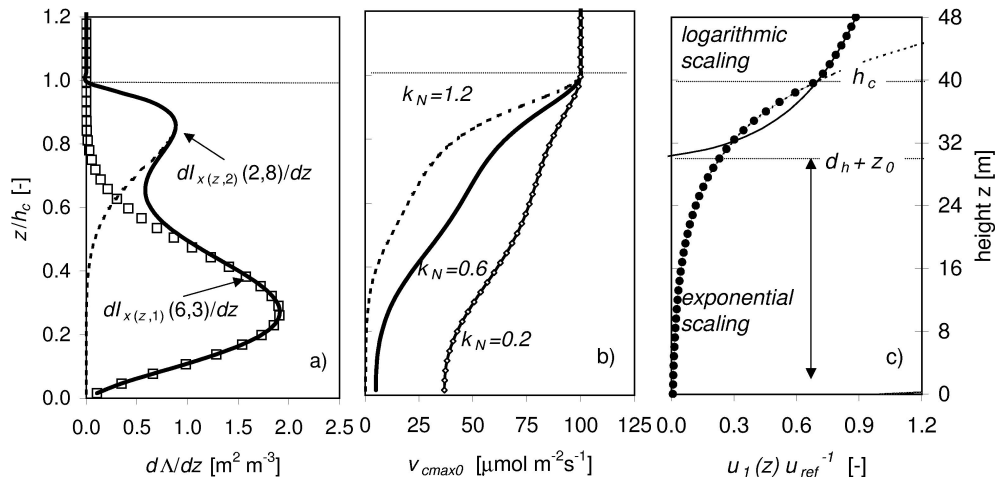 1.2
1.0
0.8
0.6
0.4
0.2
0.0
z/h_c [-]
dI_x(z,2) (2,8)/dz
dI_x(z,1) (6,3)/dz
a)
0.0 0.5 1.0 1.5 2.0 2.5
dΛ/dz [m² m⁻³]
k_N=1.2
k_N=0.6
k_N=0.2
b)
0 25 50 75 100 125
v_cmax0 [μmol m⁻²s⁻¹]
logarithmic
scaling
h_c
d_h + z_0
exponential
scaling
c)
0.0 0.3 0.6 0.9 1.2
u_1(z) u_ref⁻¹ [-]
48
40
32
24
16
8
0
height z [m]